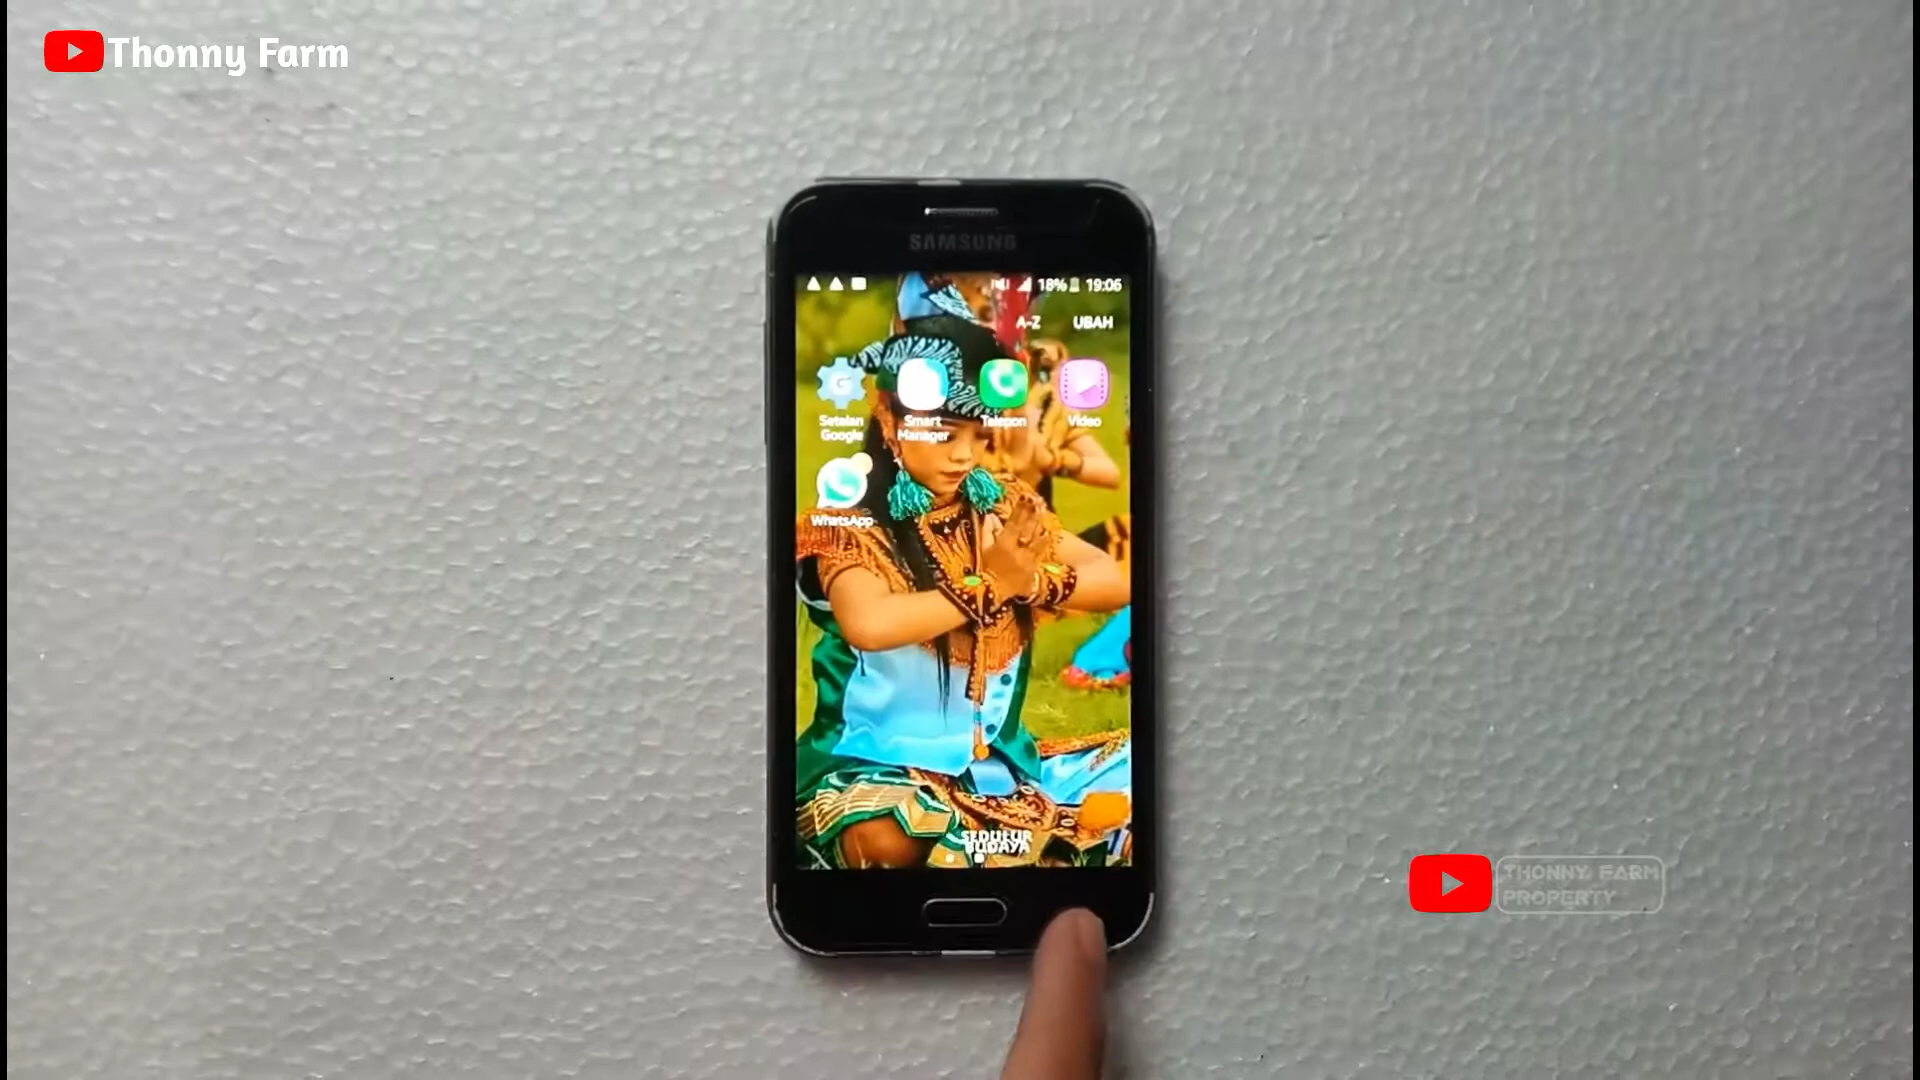 Thonny Farm
SAMSUNG
18% 19:06
A-Z UBAH
Setelan Google
Smart Manager
Telepon
Video
WhatsApp
SEDULUR
BUDAYA
THONNY FARM
PROPERTY